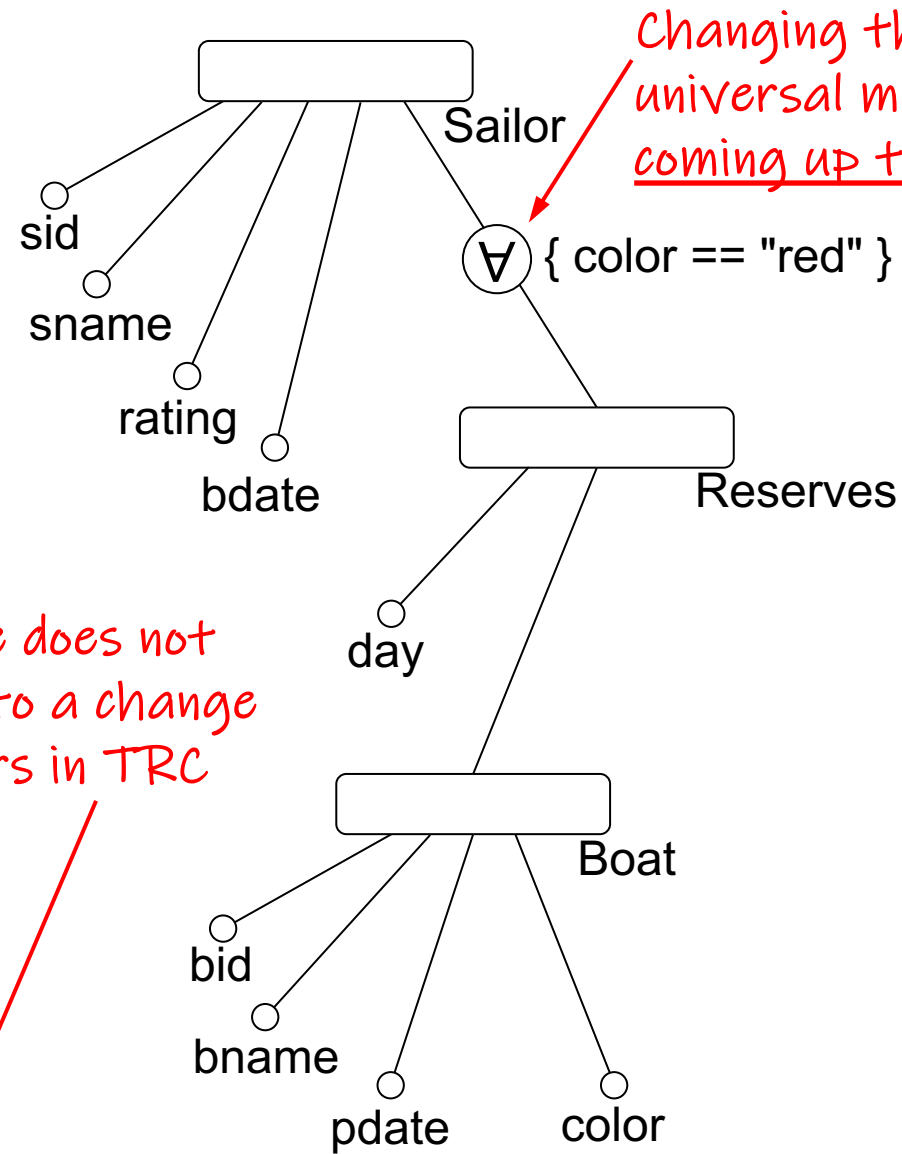 Changing th
universal m
coming up t
Sailor
sid
∀ { color == "red" }
sname
rating
bdate
Reserves
e does not
to a change
rs in TRC
day
Boat
bid
bname
pdate
color